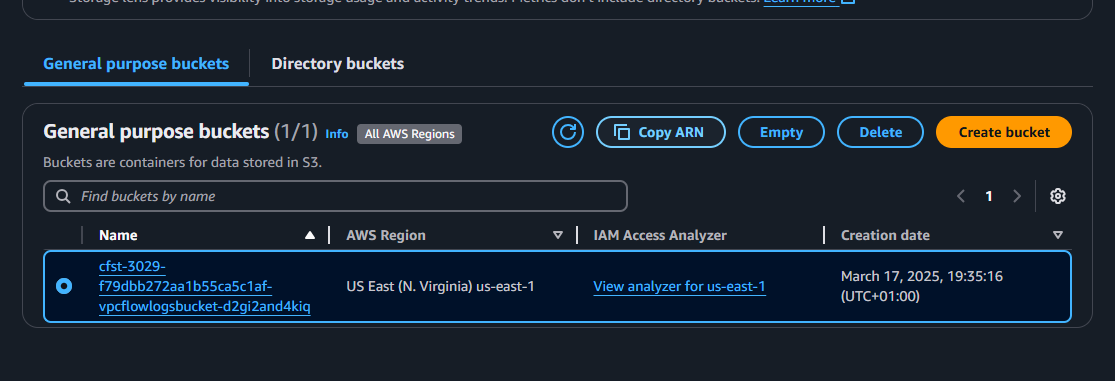 Storage lens provides visibility into storage usage and activity trends. Metrics don't include directory buckets. Learn more
General purpose buckets
Directory buckets
General purpose buckets (1/1) Info All AWS Regions
Copy ARN
Empty
Delete
Create bucket
Buckets are containers for data stored in S3.
Find buckets by name
1
Name
AWS Region
IAM Access Analyzer
Creation date
cfst-3029-
f79dbb272aa1b55ca5c1af-
vpcflowlogsbucket-d2gi2and4kiq
US East (N. Virginia) us-east-1
View analyzer for us-east-1
March 17, 2025, 19:35:16
(UTC+01:00)